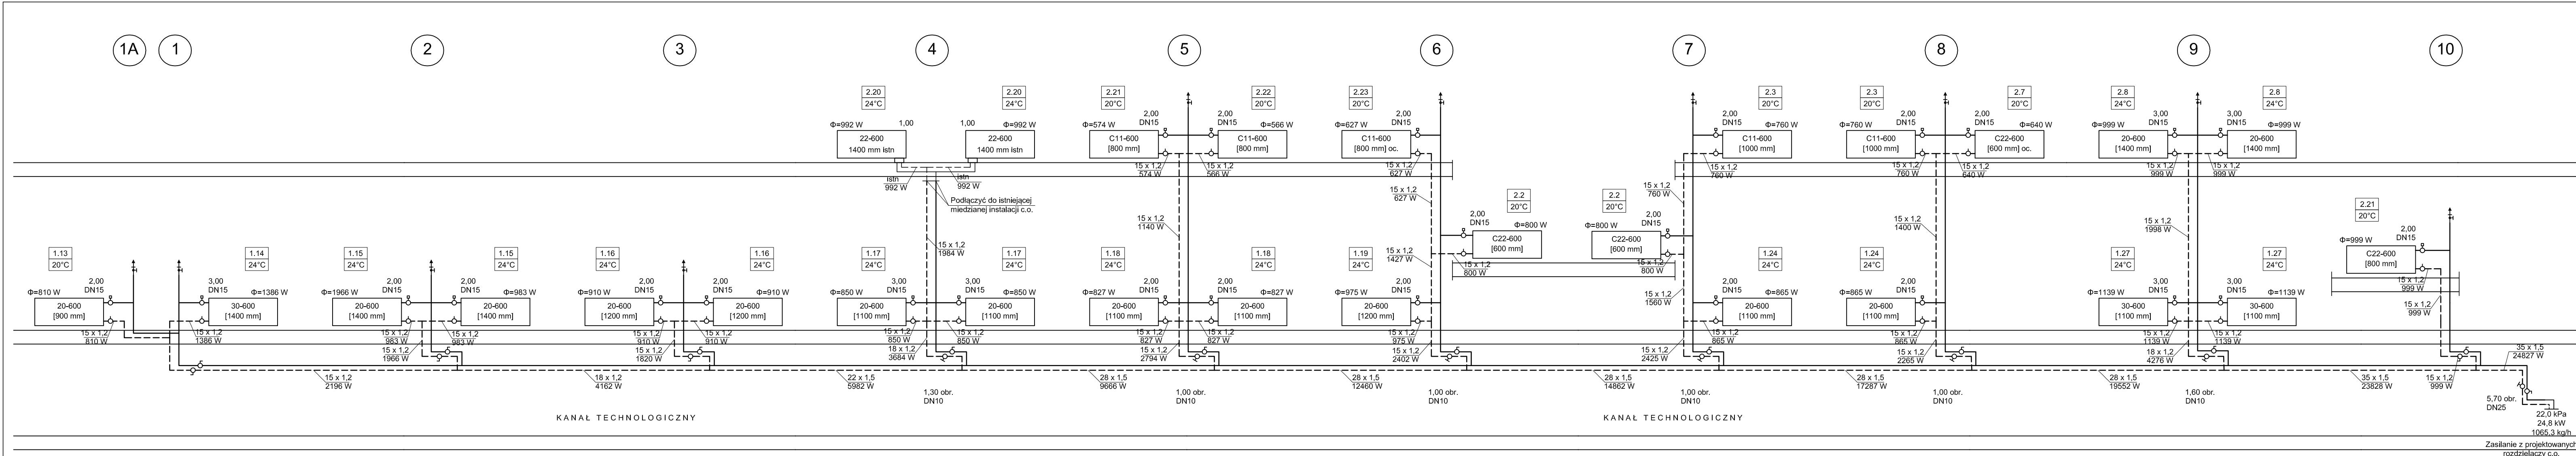 1A
1
2
3
4
5
6
7
8
9
10
2.20
24°C
2.20
24°C
2.21
20°C
2.22
20°C
2.23
20°C
2.3
20°C
2.3
20°C
2.7
20°C
2.8
24°C
2.8
24°C
Φ=992 W
1,00
22-600
1400 mm Istn
1,00
Φ=992 W
22-600
1400 mm Istn
Φ=574 W
2,00
DN15
C11-600
[800 mm]
2,00
DN15
Φ=566 W
C11-600
[800 mm]
Φ=627 W
2,00
DN15
C11-600
[800 mm] oc.
2,00
DN15
Φ=760 W
C11-600
[1000 mm]
Φ=760 W
2,00
DN15
C11-600
[1000 mm]
2,00
DN15
Φ=640 W
C22-600
[600 mm] oc.
Φ=999 W
3,00
DN15
20-600
[1400 mm]
3,00
DN15
Φ=999 W
20-600
[1400 mm]
istn
992 W
istn
992 W
15 x 1,2
574 W
15 x 1,2
566 W
15 x 1,2
627 W
15 x 1,2
760 W
15 x 1,2
760 W
15 x 1,2
640 W
15 x 1,2
999 W
15 x 1,2
999 W
Podłączyć do istniejącej
miedzianej instalacji c.o.
15 x 1,2
627 W
15 x 1,2
760 W
2.2
20°C
2.2
20°C
2.21
20°C
15 x 1,2
1984 W
15 x 1,2
1140 W
15 x 1,2
1427 W
2,00
DN15
Φ=800 W
C22-600
[600 mm]
15 x 1,2
800 W
Φ=800 W
2,00
DN15
C22-600
[600 mm]
15 x 1,2
800 W
15 x 1,2
1560 W
15 x 1,2
1400 W
15 x 1,2
1998 W
Φ=999 W
2,00
DN15
C22-600
[800 mm]
15 x 1,2
999 W
15 x 1,2
999 W
1.13
20°C
1.14
24°C
1.15
24°C
1.15
24°C
1.16
24°C
1.16
24°C
1.17
24°C
1.17
24°C
1.18
24°C
1.18
24°C
1.19
24°C
1.24
24°C
1.24
24°C
1.27
24°C
1.27
24°C
Φ=810 W
2,00
DN15
20-600
[900 mm]
3,00
DN15
Φ=1386 W
30-600
[1400 mm]
Φ=1966 W
2,00
DN15
20-600
[1400 mm]
2,00
DN15
Φ=983 W
20-600
[1400 mm]
Φ=910 W
2,00
DN15
20-600
[1200 mm]
2,00
DN15
Φ=910 W
20-600
[1200 mm]
Φ=850 W
3,00
DN15
20-600
[1100 mm]
3,00
DN15
Φ=850 W
20-600
[1100 mm]
Φ=827 W
2,00
DN15
20-600
[1100 mm]
2,00
DN15
Φ=827 W
20-600
[1100 mm]
Φ=975 W
2,00
DN15
20-600
[1200 mm]
2,00
DN15
Φ=865 W
20-600
[1100 mm]
Φ=865 W
2,00
DN15
20-600
[1100 mm]
Φ=1139 W
3,00
DN15
30-600
[1100 mm]
3,00
DN15
Φ=1139 W
30-600
[1100 mm]
15 x 1,2
810 W
15 x 1,2
1386 W
15 x 1,2
983 W
15 x 1,2
983 W
15 x 1,2
1966 W
15 x 1,2
910 W
15 x 1,2
910 W
15 x 1,2
1820 W
15 x 1,2
850 W
15 x 1,2
850 W
18 x 1,2
3684 W
15 x 1,2
827 W
15 x 1,2
827 W
15 x 1,2
2794 W
15 x 1,2
975 W
15 x 1,2
2402 W
15 x 1,2
865 W
15 x 1,2
2425 W
15 x 1,2
865 W
15 x 1,2
2265 W
15 x 1,2
1139 W
15 x 1,2
1139 W
18 x 1,2
4276 W
35 x 1,5
24827 W
15 x 1,2
2196 W
18 x 1,2
4162 W
22 x 1,5
5982 W
28 x 1,5
9666 W
28 x 1,5
12460 W
28 x 1,5
14862 W
28 x 1,5
17287 W
28 x 1,5
19552 W
35 x 1,5
23828 W
15 x 1,2
999 W
1,30 obr.
DN10
1,00 obr.
DN10
1,00 obr.
DN10
1,00 obr.
DN10
1,00 obr.
DN10
1,60 obr.
DN10
5,70 obr.
DN25
22,0 kPa
24,8 kW
1065,3 kg/h
KANAŁ TECHNOLOGICZNY
KANAŁ TECHNOLOGICZNY
Zasilanie z projektowanych
rozdzielaczy c.o.